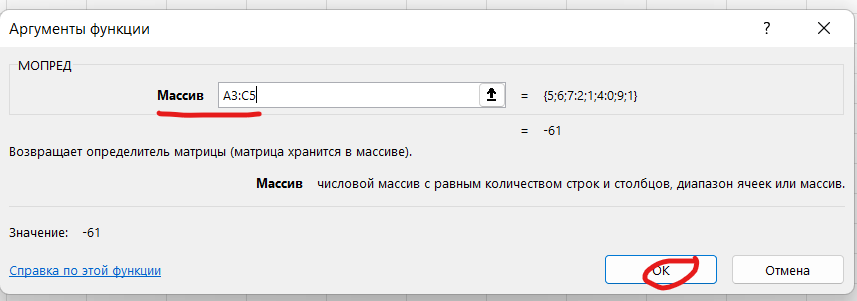 Аргументы функции ? ×
МОПРЕД
Массив A3:C5 = {5;6;7:2;1;4:0;9;1}
= -61
Возвращает определитель матрицы (матрица хранится в массиве).
Массив числовой массив с равным количеством строк и столбцов, диапазон ячеек или массив.
Значение: -61
Справка по этой функции ОК Отмена